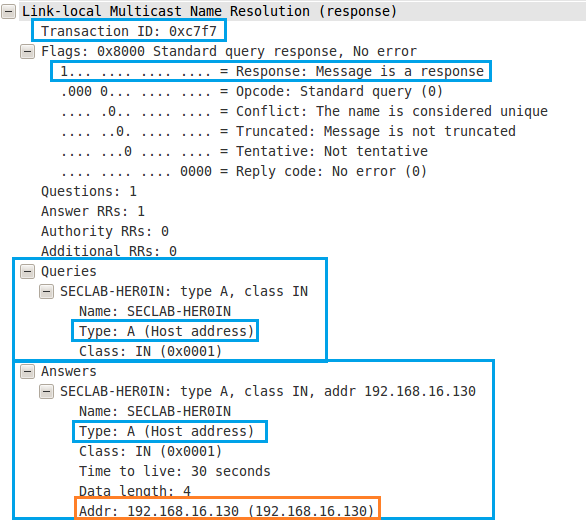 Link-local Multicast Name Resolution (response)
Transaction ID: 0xc7f7
Flags: 0x8000 Standard query response, No error
1... .... .... .... = Response: Message is a response
.000 0... .... .... = Opcode: Standard query (0)
.... .0.. .... .... = Conflict: The name is considered unique
.... ..0. .... .... = Truncated: Message is not truncated
.... ...0 .... .... = Tentative: Not tentative
.... .... .... 0000 = Reply code: No error (0)
Questions: 1
Answer RRs: 1
Authority RRs: 0
Additional RRs: 0
Queries
SECLAB-HER0IN: type A, class IN
Name: SECLAB-HER0IN
Type: A (Host address)
Class: IN (0x0001)
Answers
SECLAB-HER0IN: type A, class IN, addr 192.168.16.130
Name: SECLAB-HER0IN
Type: A (Host address)
Class: IN (0x0001)
Time to live: 30 seconds
Data length: 4
Addr: 192.168.16.130 (192.168.16.130)